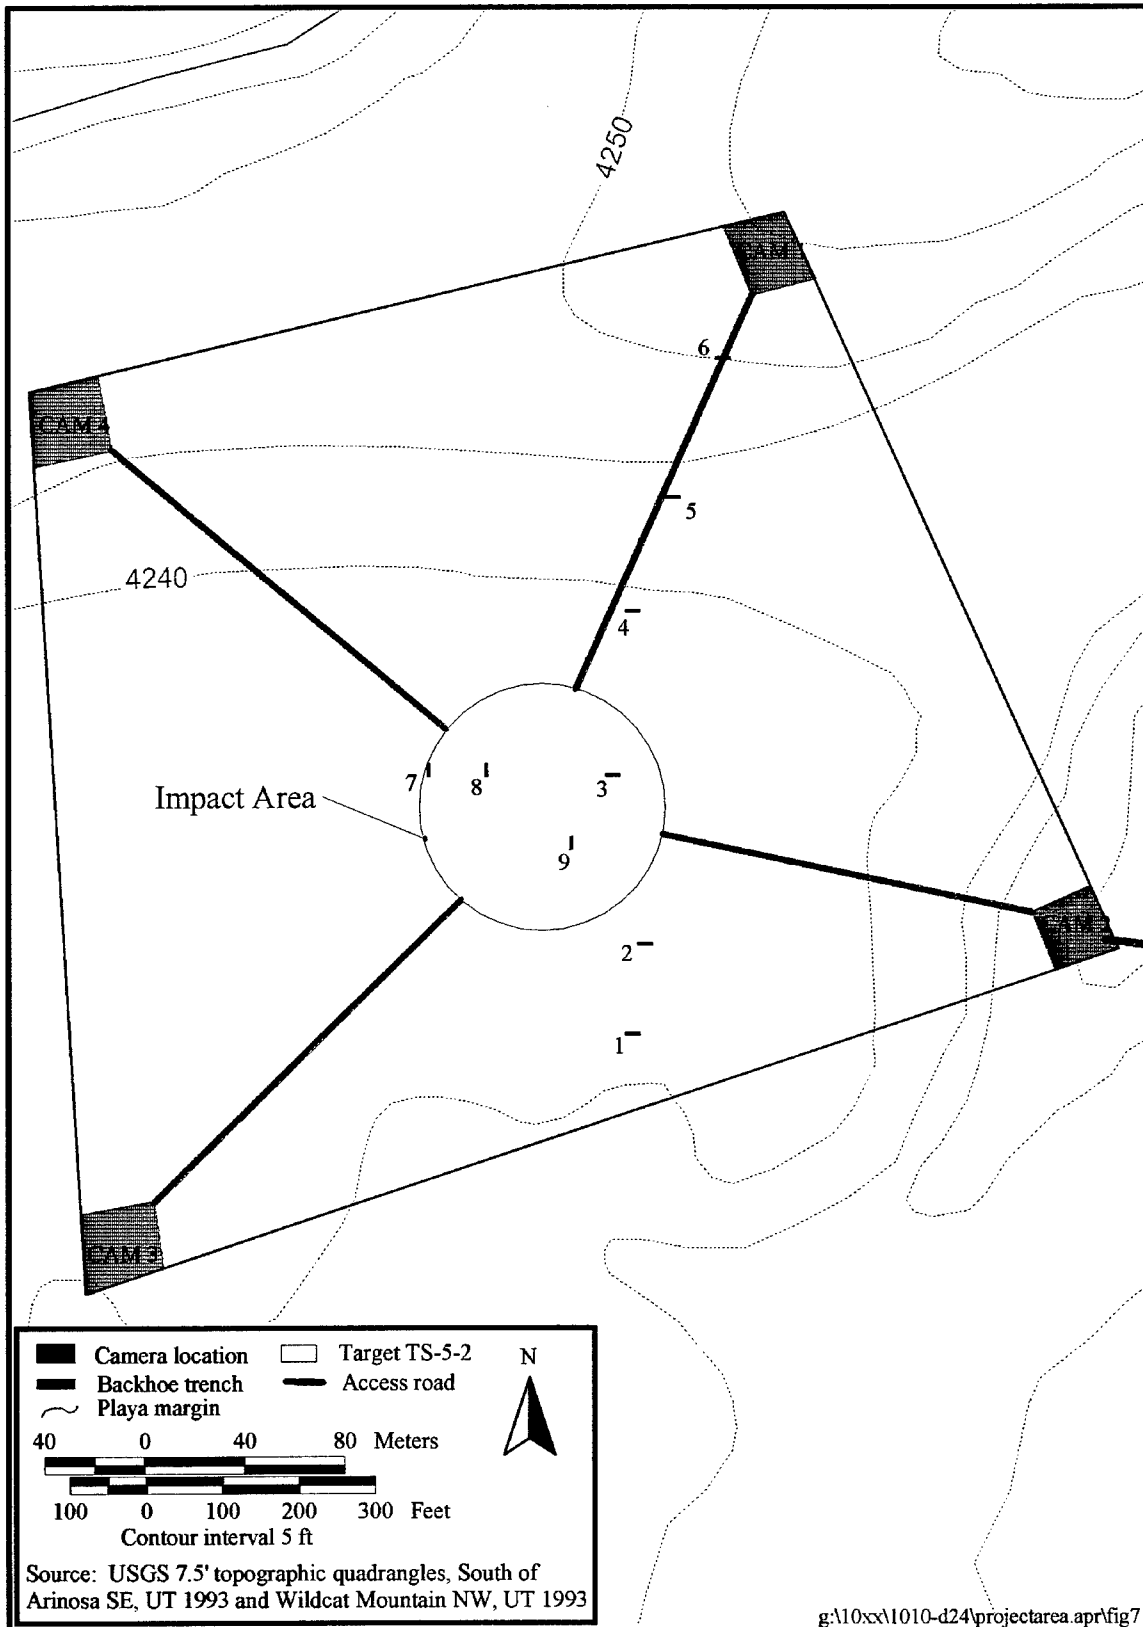 4250
6
5
4240
4
7
8
3
Impact Area
9
2
1
CAM 3
Camera location
Target TS-5-2
N
Backhoe trench
Access road
Playa margin
40 0 40 80 Meters
100 0 100 200 300 Feet
Contour interval 5 ft
Source: USGS 7.5' topographic quadrangles, South of
Arinosa SE, UT 1993 and Wildcat Mountain NW, UT 1993
g:\10xx\1010-d24\projectarea.apr\fig7